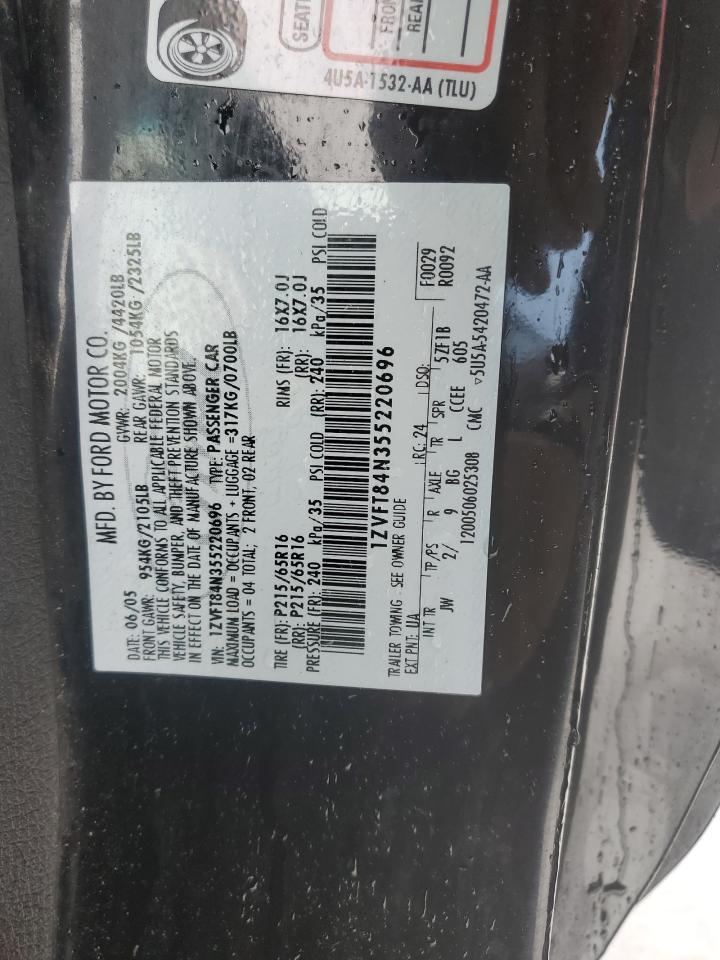 SEATI
FRO
REAR
4U5A-1532-AA (TLU)
MFD. BY FORD MOTOR CO.
DATE: 06/05 GVWR: 2004KG /4420LB
FRONT GAWR: 954KG/2105LB REAR GAWR: 1054KG /2325LB
THIS VEHICLE CONFORMS TO ALL APPLICABLE FEDERAL MOTOR
VEHICLE SAFETY, BUMPER, AND THEFT PREVENTION STANDARDS
IN EFFECT ON THE DATE OF MANUFACTURE SHOWN ABOVE.
VIN: 1ZVFT84N355220696 TYPE: PASSENGER CAR
MAXIMUM LOAD = OCCUPANTS + LUGGAGE =317KG/0700LB
OCCUPANTS = 04 TOTAL; 2 FRONT, 02 REAR
TIRE (FR): P215/65R16 RIMS (FR): 16X7.0J
(RR): P215/65R16 (RR): 16X7.0J
PRESSURE (FR): 240 kPa/35 PSI COLD (RR): 240 kPa/35 PSI COLD
1ZVFT84N355220696
TRAILER TOWING - SEE OWNER GUIDE
EXT PNT: UA RC: 24 DSO: F0029
INT TR TP/PS R AXLE TR SPR 5ZF1B R0092
JW 2/ 9 BG L CCEE 605
1200506025308 CMC ▽5U5A-5420472-AA